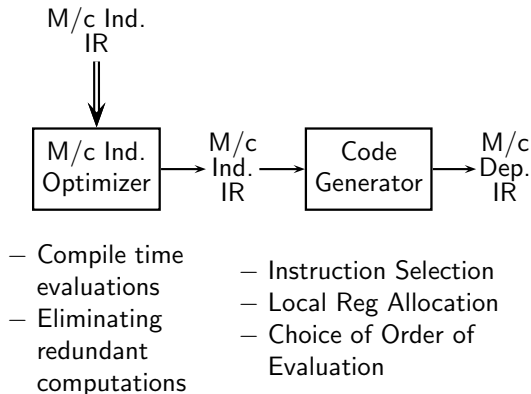 M/c Ind.
IR
M/c Ind.
Optimizer
M/c
Ind.
IR
Code
Generator
M/c
Dep.
IR
– Compile time
evaluations
– Eliminating
redundant
computations
– Instruction Selection
– Local Reg Allocation
– Choice of Order of
Evaluation